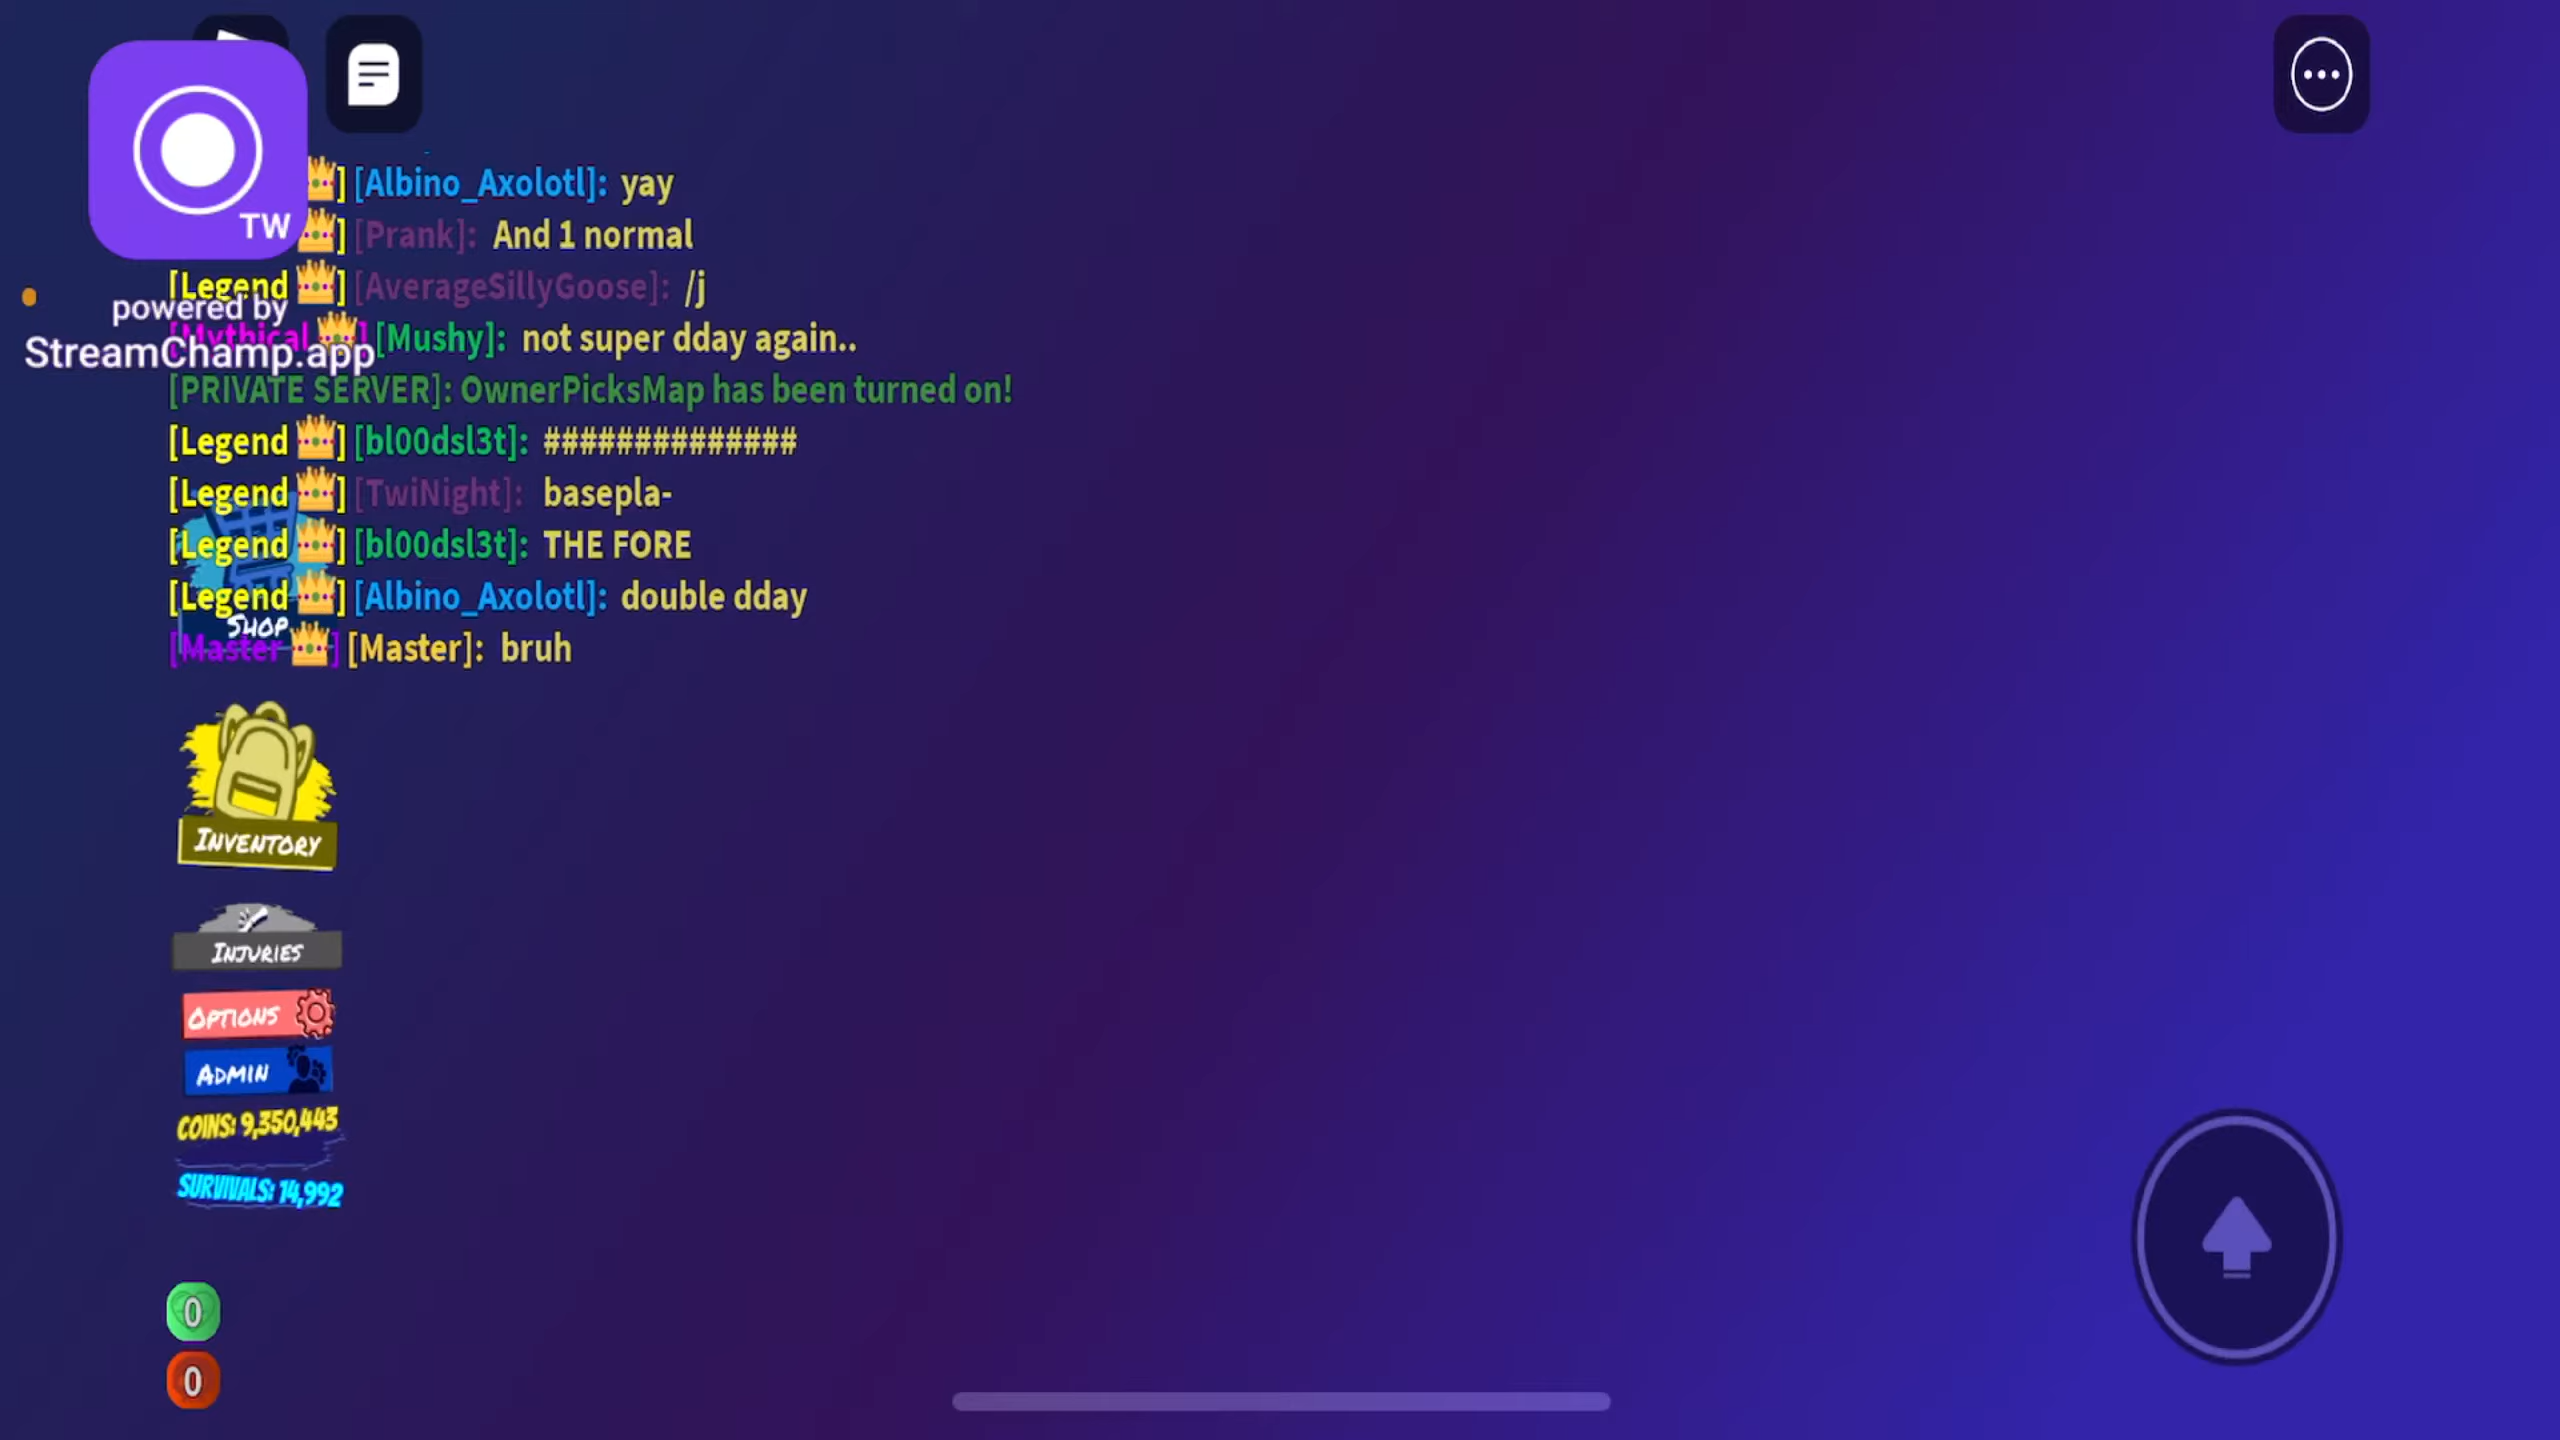 TW
] [Albino_Axolotl]: yay
] [Prank]: And 1 normal
[Legend ] [AverageSillyGoose]: /j
powered by
[Mythical ] [Mushy]: not super dday again..
StreamChamp.app
[PRIVATE SERVER]: OwnerPicksMap has been turned on!
[Legend ] [bl00dsl3t]: ##############
[Legend ] [TwiNight]: basepla-
[Legend ] [bl00dsl3t]: THE FORE
[Legend ] [Albino_Axolotl]: double dday
SHOP
[Master ] [Master]: bruh
INVENTORY
INJURIES
OPTIONS
ADMIN
COINS: 9,350,443
SURVIVALS: 14,992
0
0